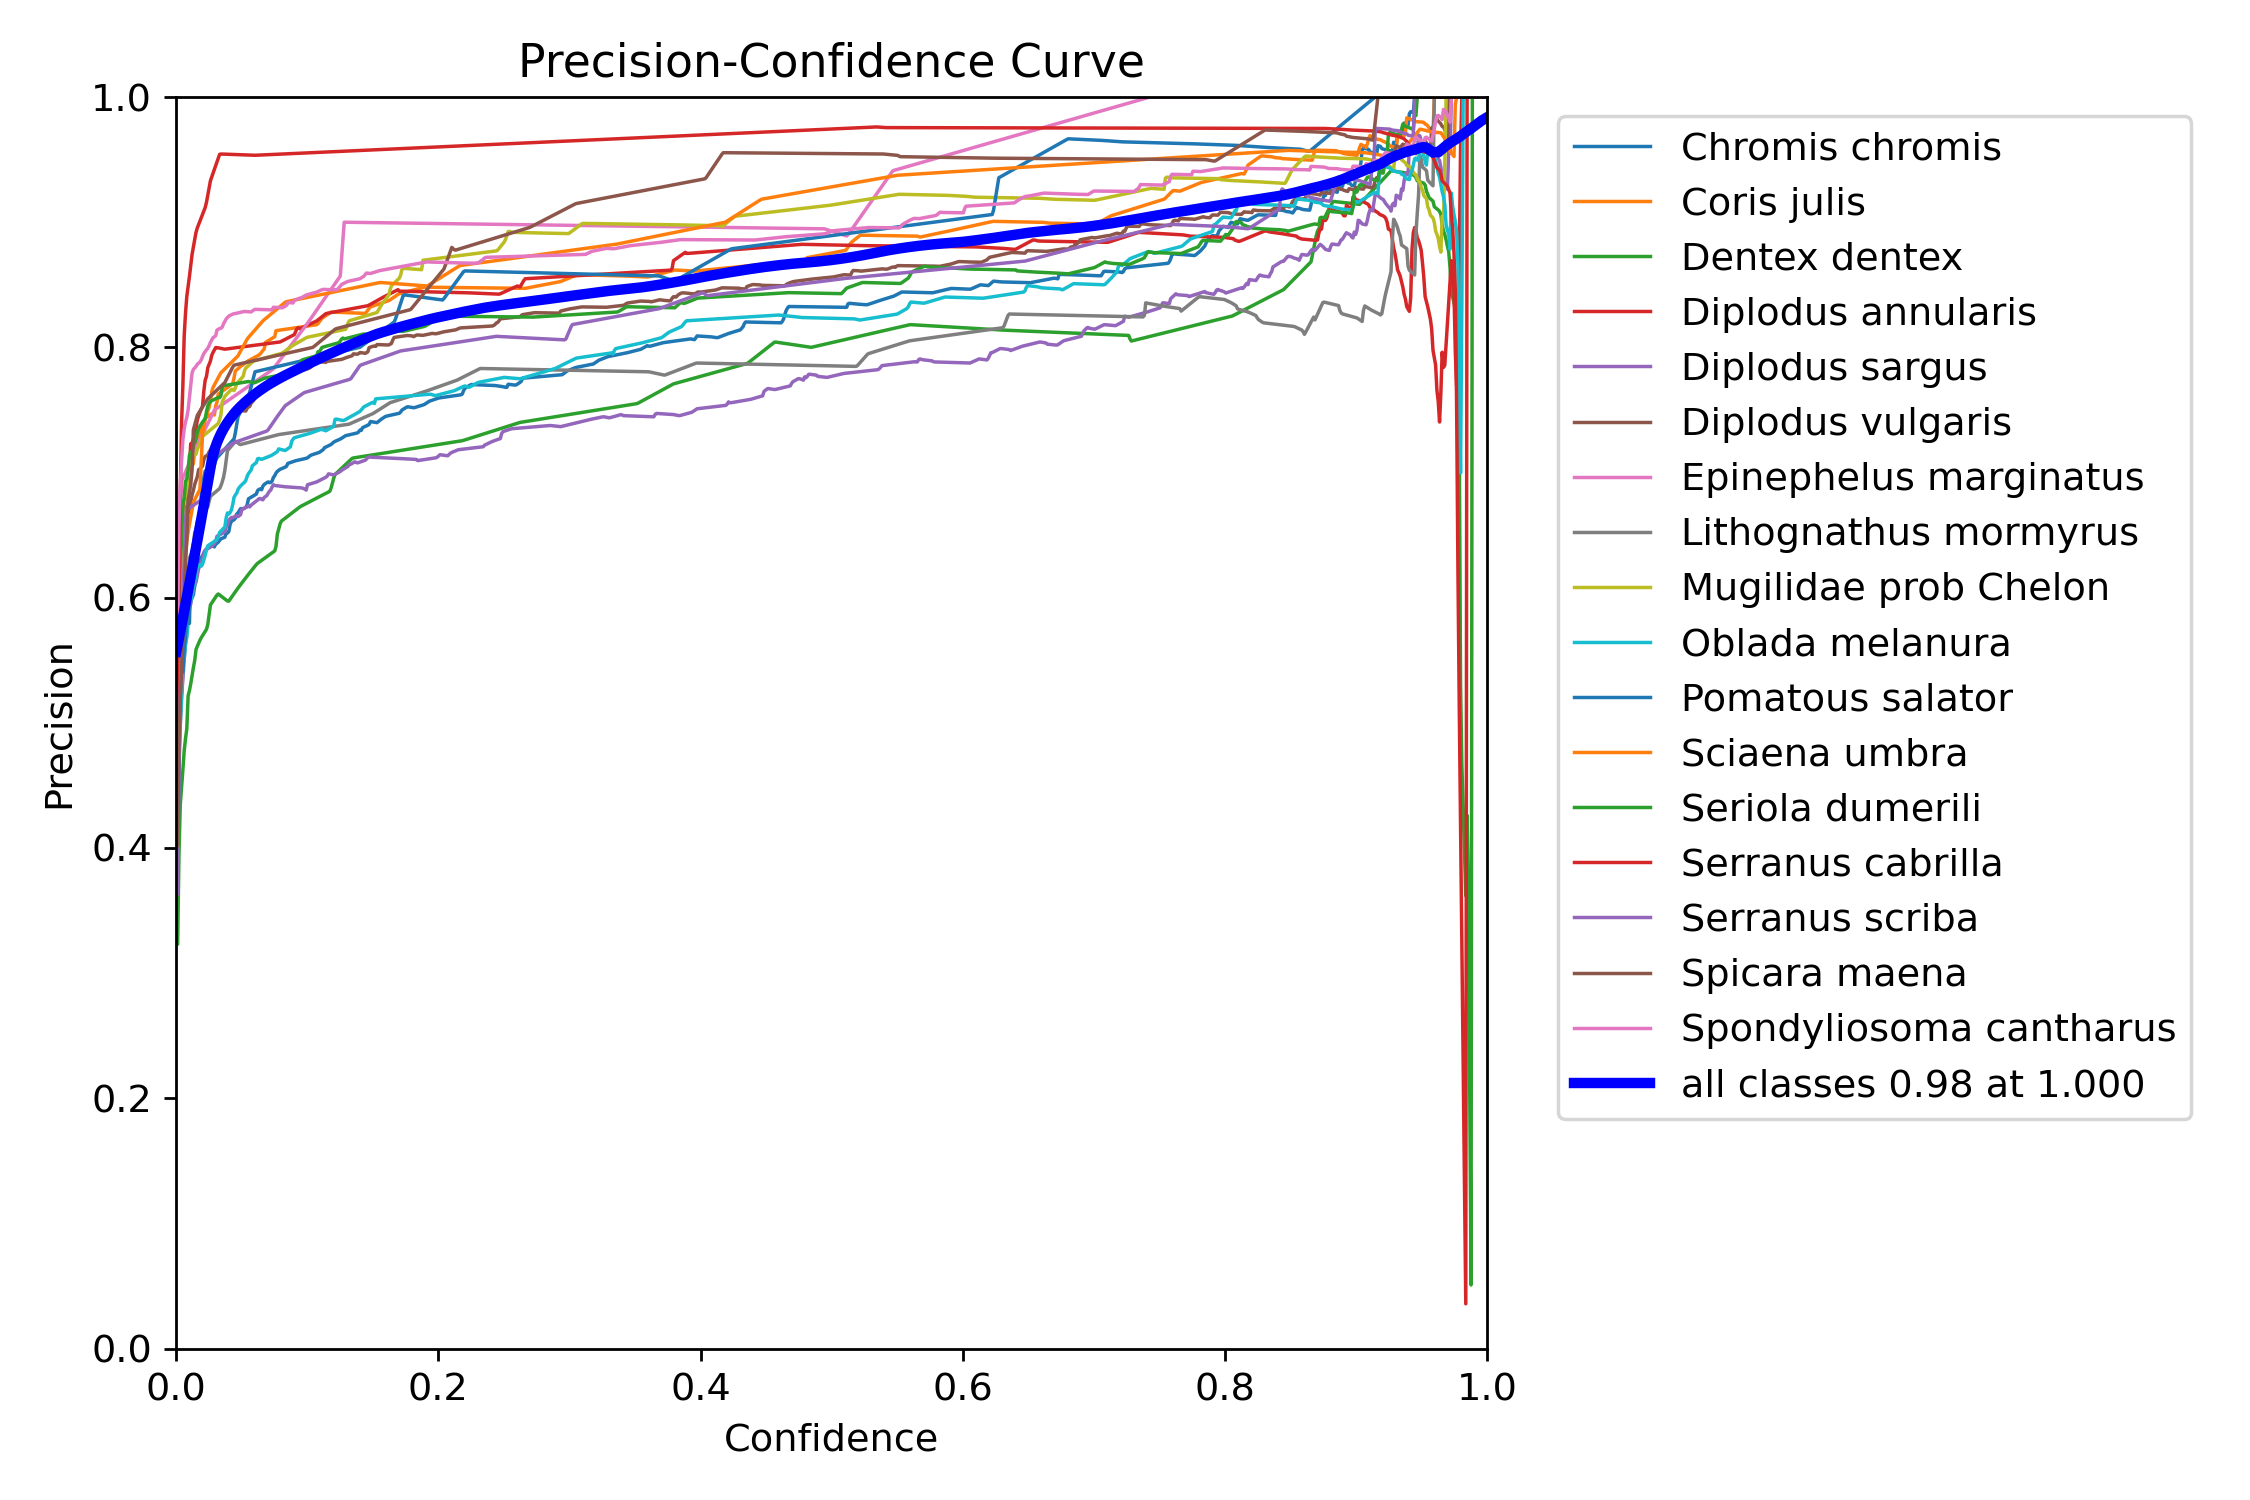 Precision-Confidence Curve
1.0
0.8
0.6
0.4
0.2
0.0
Precision
0.0 0.2 0.4 0.6 0.8 1.0
Confidence
Chromis chromis
Coris julis
Dentex dentex
Diplodus annularis
Diplodus sargus
Diplodus vulgaris
Epinephelus marginatus
Lithognathus mormyrus
Mugilidae prob Chelon
Oblada melanura
Pomatous salator
Sciaena umbra
Seriola dumerili
Serranus cabrilla
Serranus scriba
Spicara maena
Spondyliosoma cantharus
all classes 0.98 at 1.000